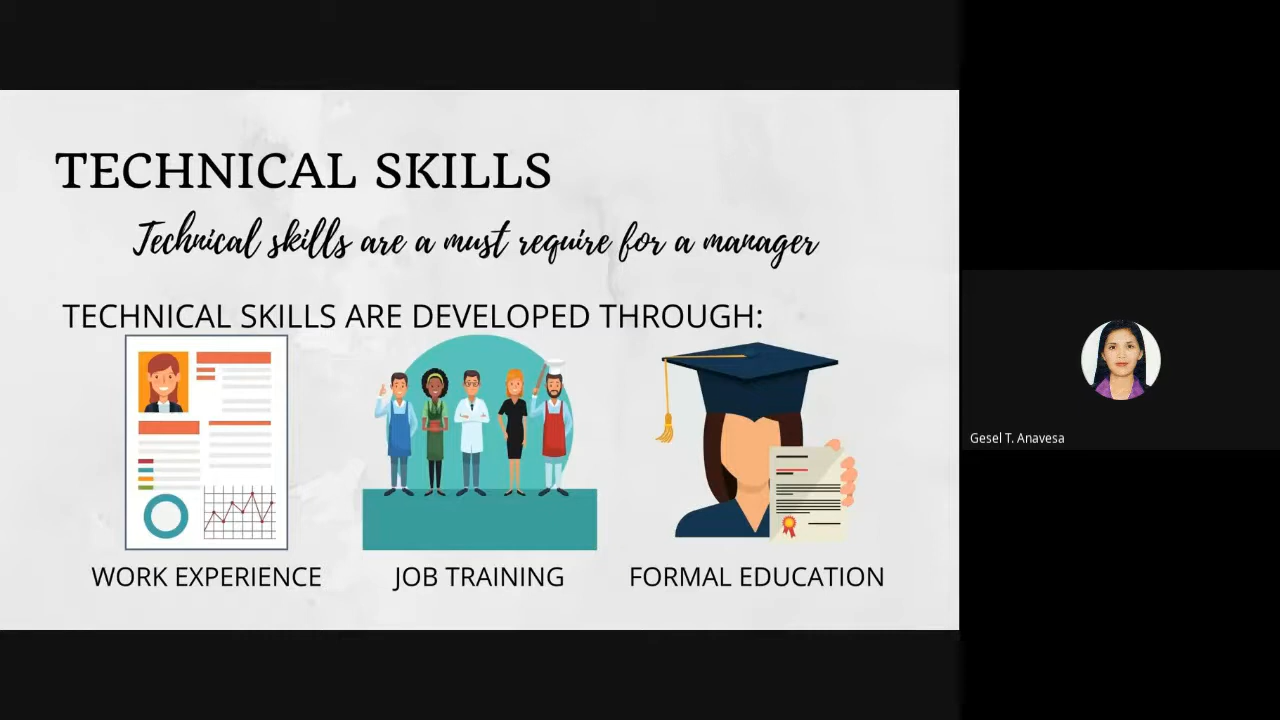 TECHNICAL SKILLS
Technical skills are a must require for a manager
TECHNICAL SKILLS ARE DEVELOPED THROUGH:
WORK EXPERIENCE
JOB TRAINING
FORMAL EDUCATION
Gesel T. Anavesa